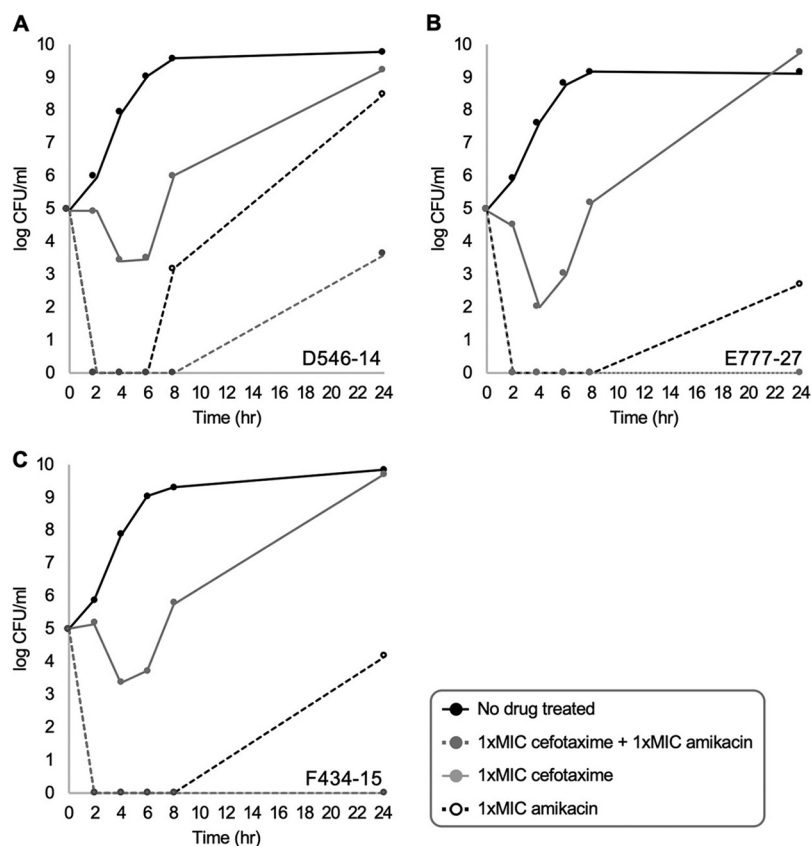 A
10
9
8
7
6
5
4
3
2
1
0
log CFU/ml
0 2 4 6 8 10 12 14 16 18 20 22 24
Time (hr)
D546-14
B
10
9
8
7
6
5
4
3
2
1
0
log CFU/ml
0 2 4 6 8 10 12 14 16 18 20 22 24
Time (hr)
E777-27
C
10
9
8
7
6
5
4
3
2
1
0
log CFU/ml
0 2 4 6 8 10 12 14 16 18 20 22 24
Time (hr)
F434-15
No drug treated
1xMIC cefotaxime + 1xMIC amikacin
1xMIC cefotaxime
1xMIC amikacin